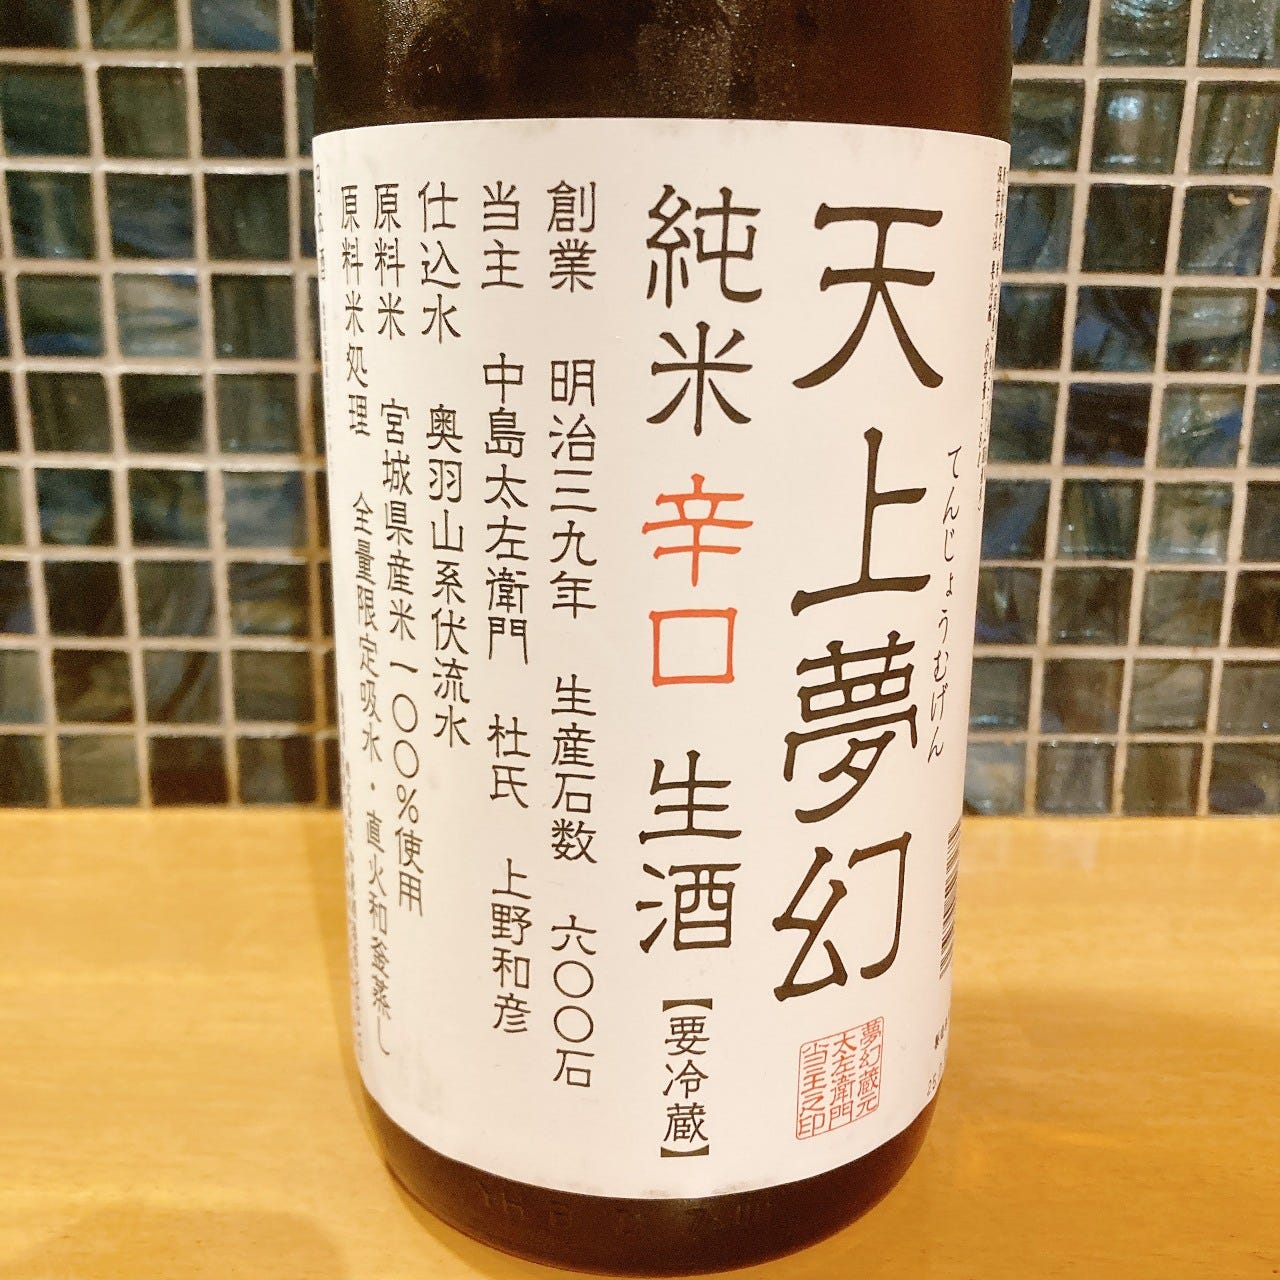 てんじょうむげん
天上夢幻
夢幻蔵元
太左衛門
当主之印
純米 辛口 生酒【要冷蔵】
創業 明治三九年 生産石数 六〇〇石
当主 中島太左衛門 杜氏 上野和彦
仕込水 奥羽山系伏流水
原料米 宮城県産米一〇〇%使用
原料米処理 全量限定吸水・直火和釜蒸し